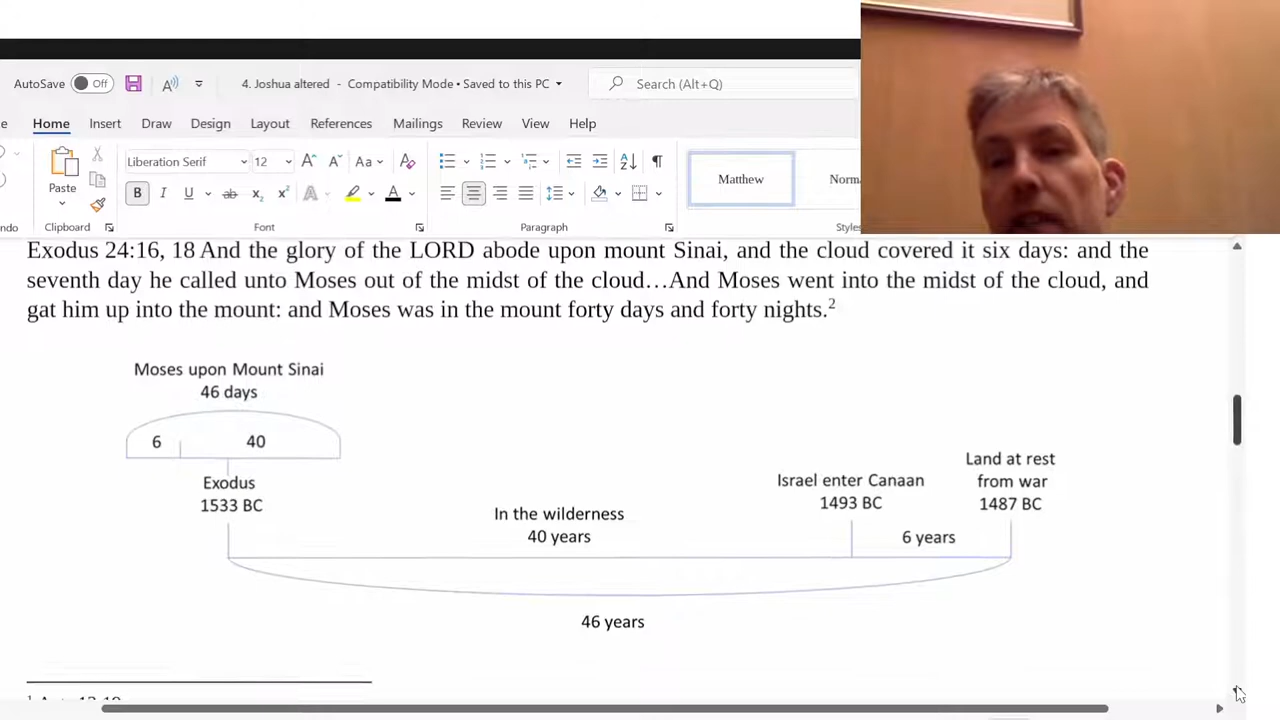 AutoSave Off 4. Joshua altered - Compatibility Mode • Saved to this PC Search (Alt+Q)
Home Insert Draw Design Layout References Mailings Review View Help
Liberation Serif 12 Aa Matthew
Paste
B I U ab x₂ x² A A
Clipboard Font Paragraph
Exodus 24:16, 18 And the glory of the LORD abode upon mount Sinai, and the cloud covered it six days: and the
seventh day he called unto Moses out of the midst of the cloud…And Moses went into the midst of the cloud, and
gat him up into the mount: and Moses was in the mount forty days and forty nights.²
Moses upon Mount Sinai
46 days
6 40
Exodus
1533 BC
In the wilderness
40 years
Israel enter Canaan
1493 BC
Land at rest
from war
1487 BC
6 years
46 years